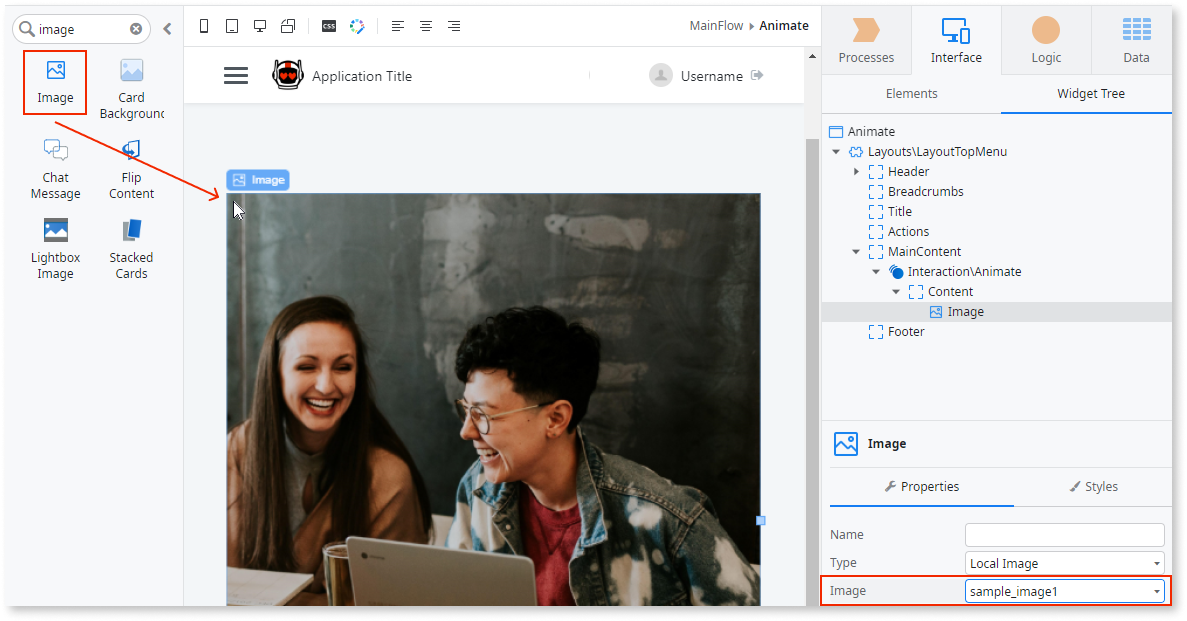 image
Image
Card
Background
Chat
Message
Flip
Content
Lightbox
Image
Stacked
Cards
CSS
MainFlow ▸ Animate
Application Title
Username
Image
Processes
Interface
Logic
Data
Elements
Widget Tree
Animate
Layouts\LayoutTopMenu
Header
Breadcrumbs
Title
Actions
MainContent
Interaction\Animate
Content
Image
Footer
Image
Properties
Styles
Name
Type
Local Image
Image
sample_image1